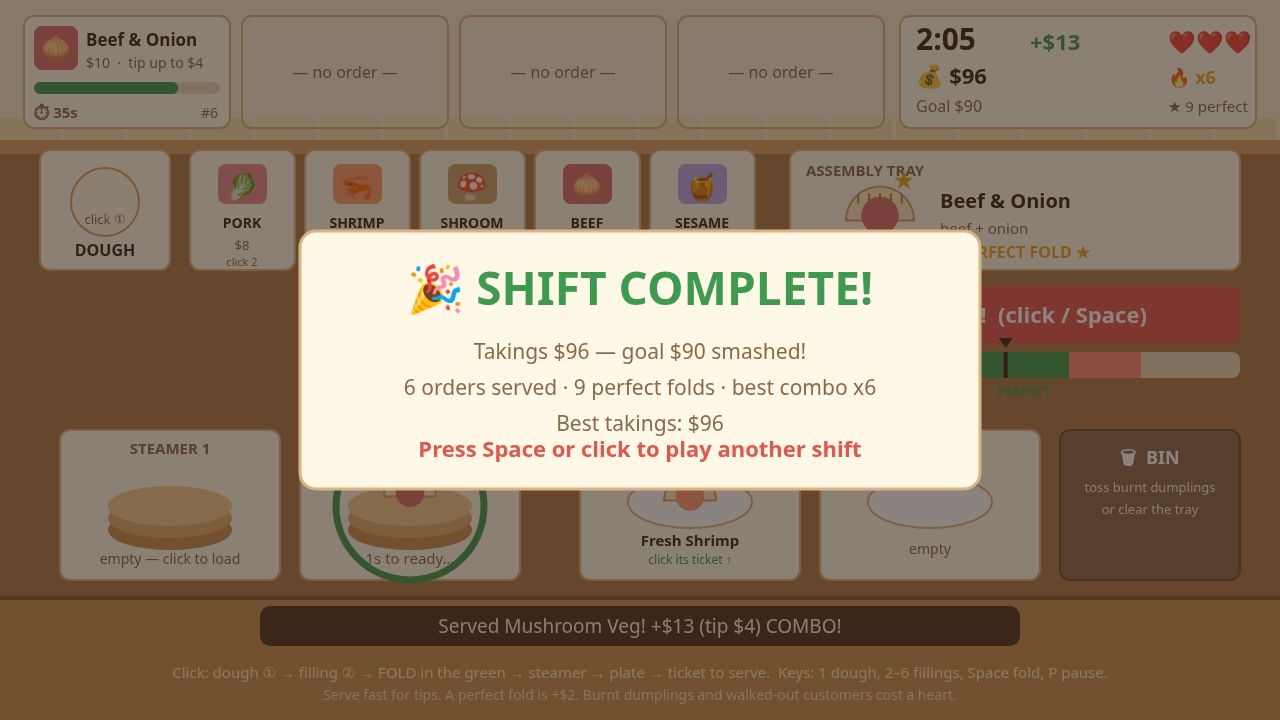 Beef & Onion
$10 · tip up to $4
35s
#6
— no order —
— no order —
— no order —
2:05
+$13
$96
x6
Goal $90
★ 9 perfect
click ①
DOUGH
PORK
$8
click 2
SHRIMP
SHROOM
BEEF
SESAME
ASSEMBLY TRAY
Beef & Onion
beef + onion
RFECT FOLD ★
! (click / Space)
PERFECT
🎉 SHIFT COMPLETE!
Takings $96 — goal $90 smashed!
6 orders served · 9 perfect folds · best combo x6
Best takings: $96
Press Space or click to play another shift
STEAMER 1
empty — click to load
1s to ready…
Fresh Shrimp
click its ticket ↑
empty
BIN
toss burnt dumplings
or clear the tray
Served Mushroom Veg! +$13 (tip $4) COMBO!
Click: dough ① → filling ② → FOLD in the green → steamer → plate → ticket to serve. Keys: 1 dough, 2–6 fillings, Space fold, P pause.
Serve fast for tips. A perfect fold is +$2. Burnt dumplings and walked-out customers cost a heart.